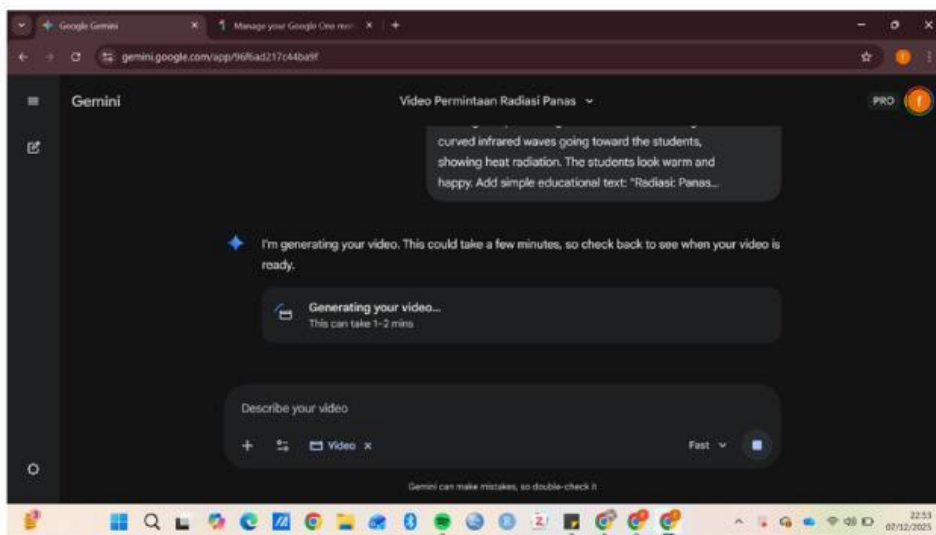 Google Gemini
Manage your Google One mem
gemini.google.com/app/96f6ad217c44ba9f
Gemini
Video Permintaan Radiasi Panas
PRO
curved infrared waves going toward the students,
showing heat radiation. The students look warm and
happy. Add simple educational text: "Radiasi: Panas...
I'm generating your video. This could take a few minutes, so check back to see when your video is
ready.
Generating your video...
This can take 1-2 mins
Describe your video
Video
Fast
Gemini can make mistakes, so double-check it
22:53
07/12/2025